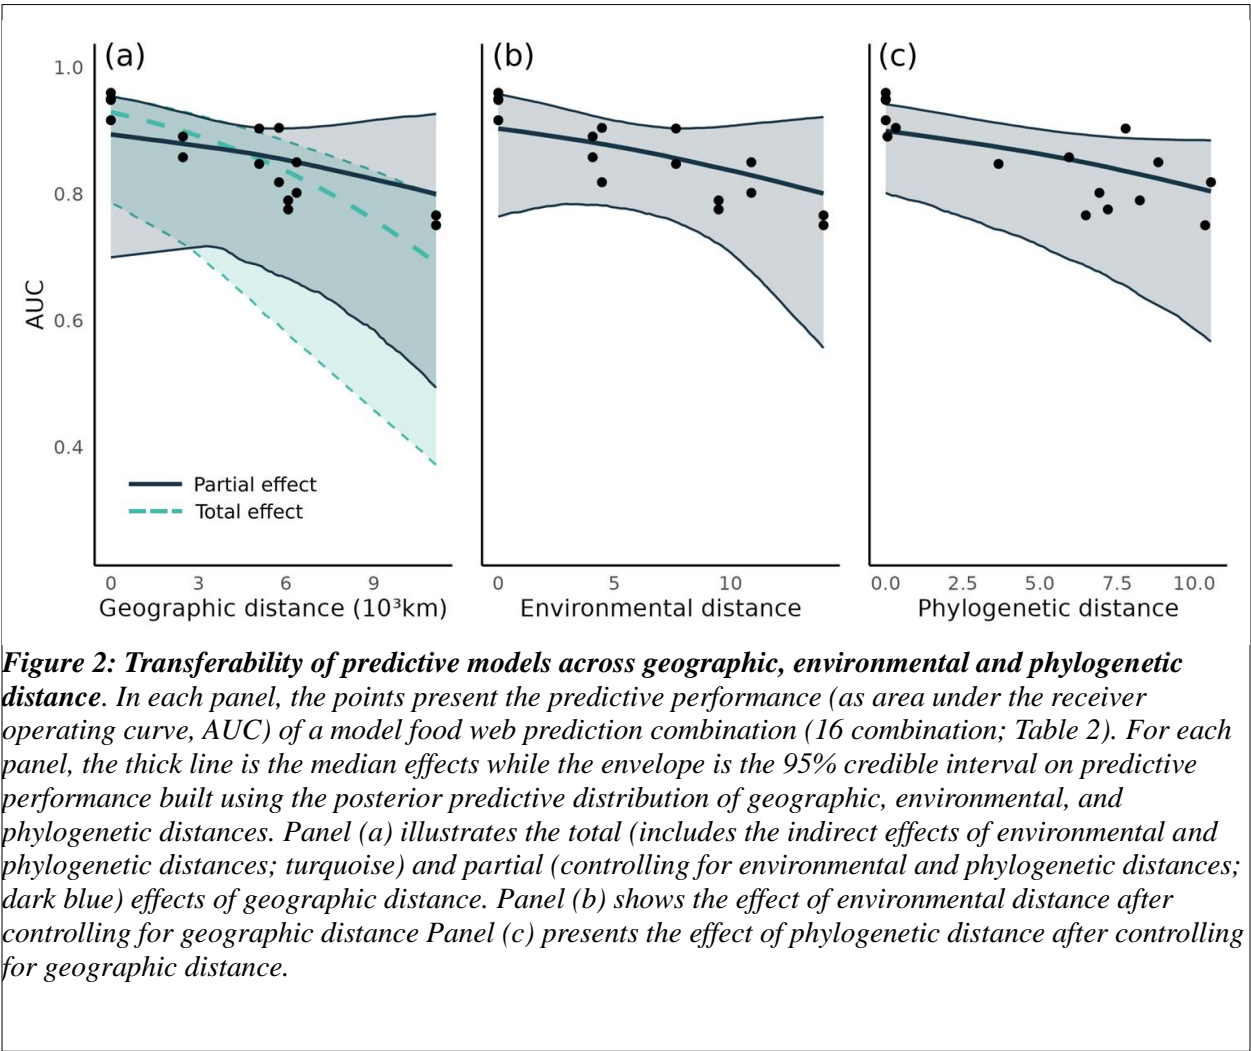 (a) (b) (c)
1.0
0.8
0.6
0.4
AUC
Partial effect
Total effect
0 3 6 9
Geographic distance (10³km)
0 5 10
Environmental distance
0.0 2.5 5.0 7.5 10.0
Phylogenetic distance
Figure 2: Transferability of predictive models across geographic, environmental and phylogenetic
distance. In each panel, the points present the predictive performance (as area under the receiver
operating curve, AUC) of a model food web prediction combination (16 combination; Table 2). For each
panel, the thick line is the median effects while the envelope is the 95% credible interval on predictive
performance built using the posterior predictive distribution of geographic, environmental, and
phylogenetic distances. Panel (a) illustrates the total (includes the indirect effects of environmental and
phylogenetic distances; turquoise) and partial (controlling for environmental and phylogenetic distances;
dark blue) effects of geographic distance. Panel (b) shows the effect of environmental distance after
controlling for geographic distance Panel (c) presents the effect of phylogenetic distance after controlling
for geographic distance.